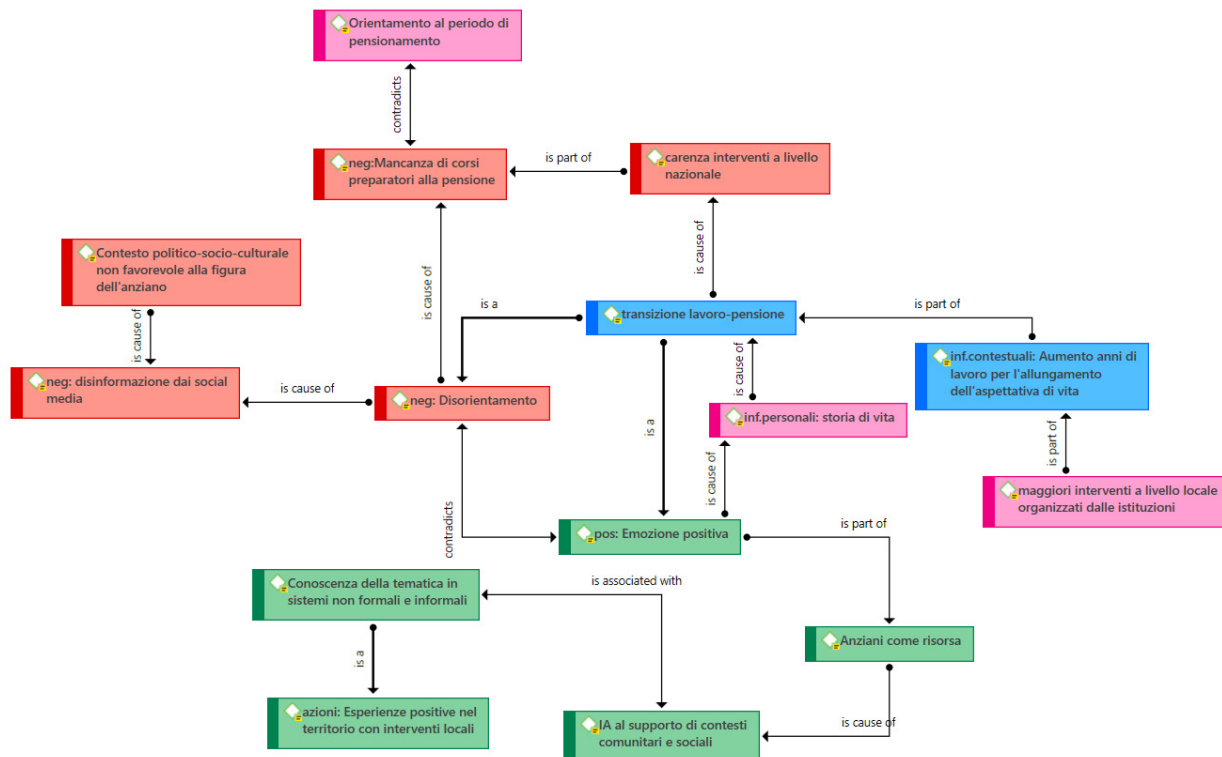 Orientamento al periodo di
pensionamento
contradicts
neg:Mancanza di corsi
preparatori alla pensione
is part of
carenza interventi a livello
nazionale
Contesto politico-socio-culturale
non favorevole alla figura
dell'anziano
is cause of
is cause of
is a
transizione lavoro-pensione
is part of
is cause of
neg: disinformazione dai social
media
is cause of
neg: Disorientamento
is cause of
inf.contestuali: Aumento anni di
lavoro per l'allungamento
dell'aspettativa di vita
inf.personali: storia di vita
is a
is cause of
is part of
maggiori interventi a livello locale
organizzati dalle istituzioni
contradicts
pos: Emozione positiva
is part of
Conoscenza della tematica in
sistemi non formali e informali
is associated with
Anziani come risorsa
is a
azioni: Esperienze positive nel
territorio con interventi locali
IA al supporto di contesti
comunitari e sociali
is cause of